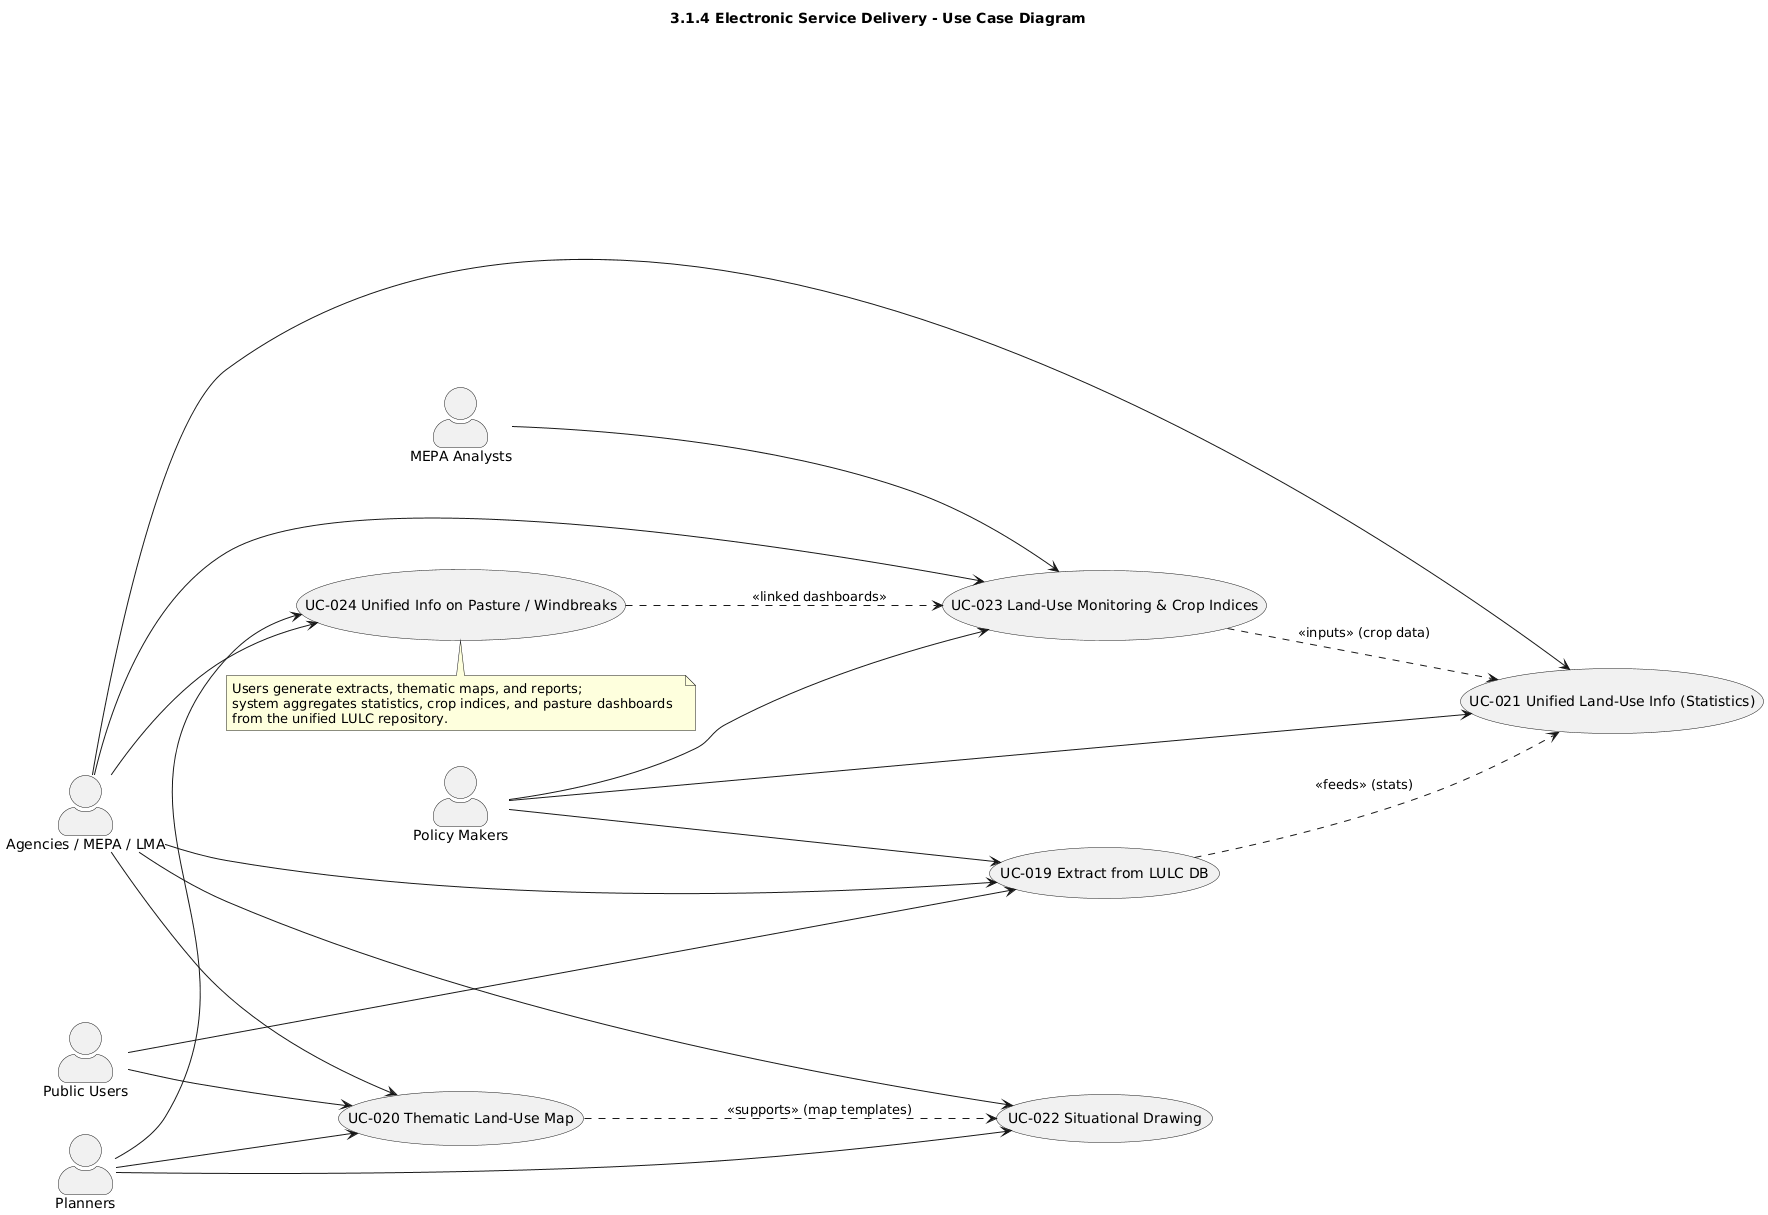 3.1.4 Electronic Service Delivery - Use Case Diagram
MEPA Analysts
UC-024 Unified Info on Pasture / Windbreaks
«linked dashboards»
UC-023 Land-Use Monitoring & Crop Indices
«inputs» (crop data)
Users generate extracts, thematic maps, and reports;
system aggregates statistics, crop indices, and pasture dashboards
from the unified LULC repository.
UC-021 Unified Land-Use Info (Statistics)
«feeds» (stats)
Policy Makers
Agencies / MEPA / LMA
UC-019 Extract from LULC DB
Public Users
UC-020 Thematic Land-Use Map
«supports» (map templates)
UC-022 Situational Drawing
Planners